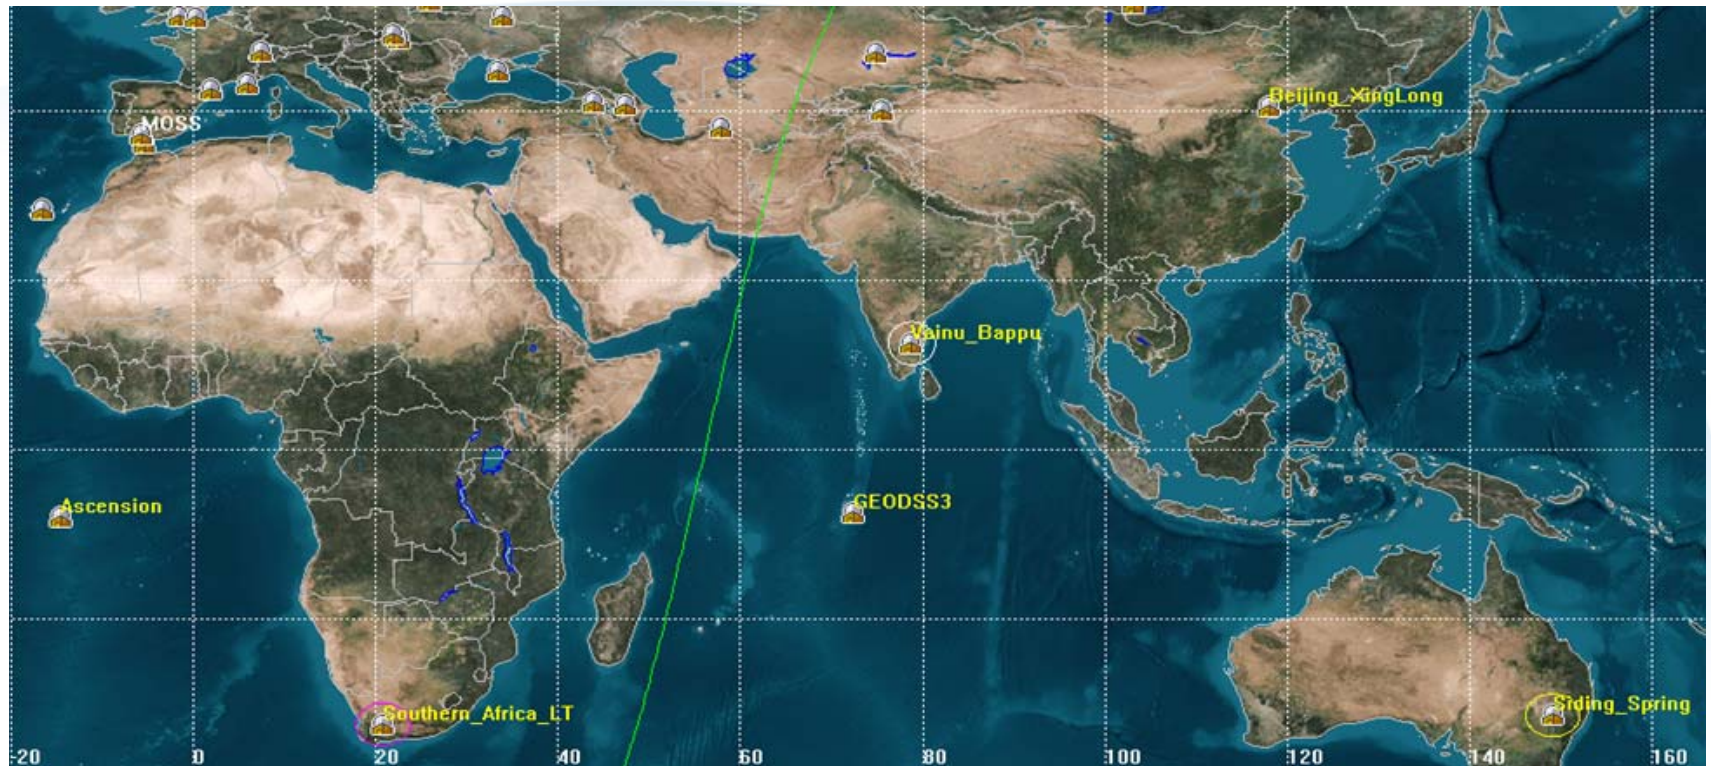 Beijing_XingLong
MOSS
Vainu_Bappu
Ascension
GEODSS3
Southern_Africa_LT
Siding_Spring
-20 0 20 40 60 80 100 120 140 160